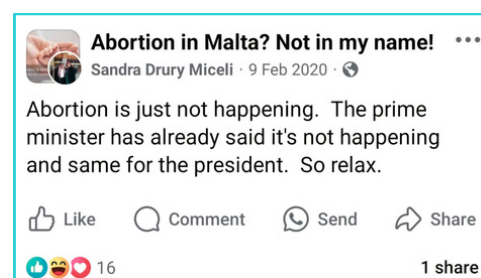 Abortion in Malta? Not in my name!
Sandra Drury Miceli · 9 Feb 2020 ·
Abortion is just not happening. The prime
minister has already said it's not happening
and same for the president. So relax.
Like Comment Send Share
16 1 share